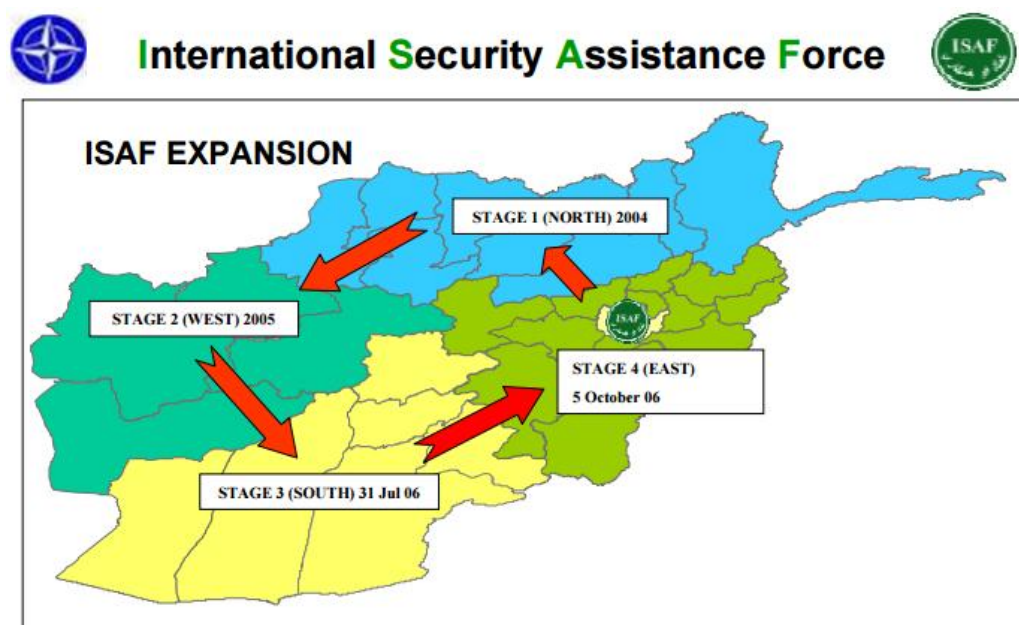 International Security Assistance Force
ISAF
ISAF EXPANSION
STAGE 1 (NORTH) 2004
STAGE 2 (WEST) 2005
ISAF
STAGE 4 (EAST)
5 October 06
STAGE 3 (SOUTH) 31 Jul 06